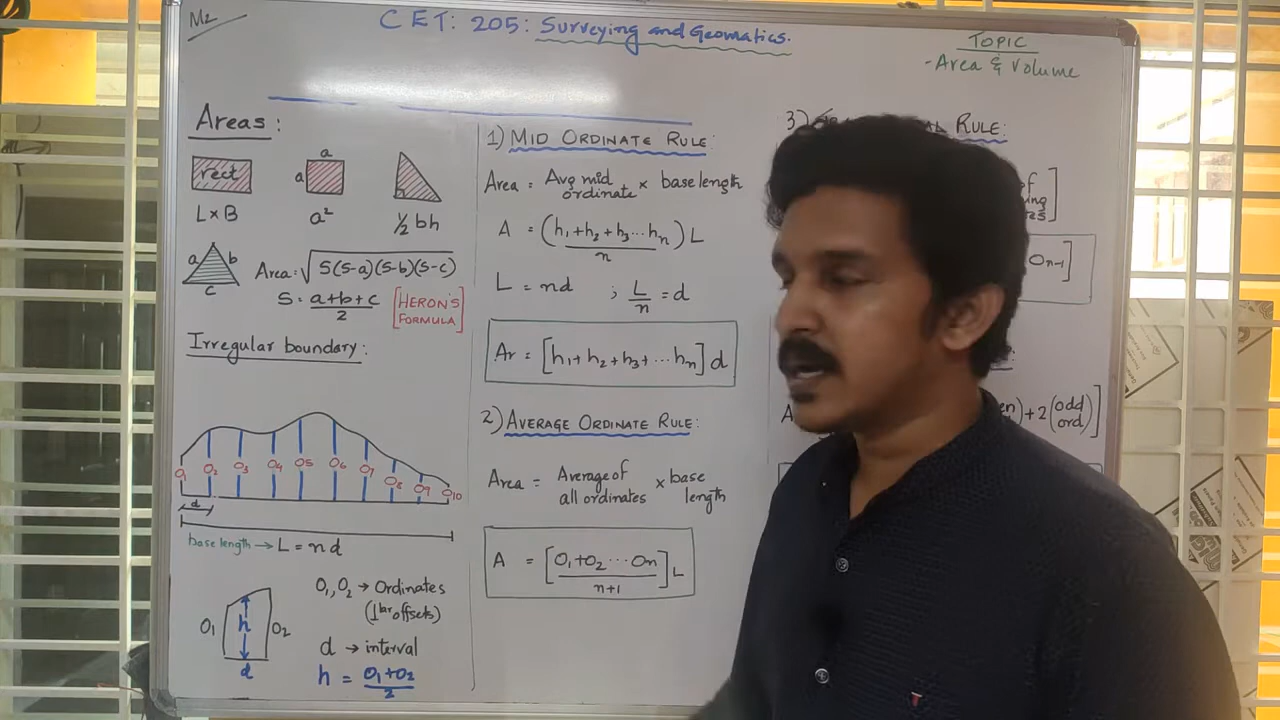 M2
CET: 205: Surveying and Geomatics.
TOPIC
- Area & Volume
Areas:
rect
a
a
L×B
a²
½ bh
a
b
c
Area = √S(S-a)(S-b)(S-c)
S = a+b+c / 2
[HERON'S FORMULA]
Irregular boundary:
O1 O2 O3 O4 O5 O6 O7 O8 O9 O10
d
base length → L = nd
O1
h
O2
d
O1, O2 → Ordinates
(⊥lar offsets)
d → interval
h = O1+O2 / 2
1) MID ORDINATE RULE:
Area = Avg mid ordinate × base length
A = (h1+h2+h3...hn / n) L
L = nd ; L/n = d
Ar = [h1+h2+h3+...hn] d
2) AVERAGE ORDINATE RULE:
Area = Average of all ordinates × base length
A = [O1+O2...On / n+1] L
3)
RULE:
On-1]
A
+ 2(odd ord)]